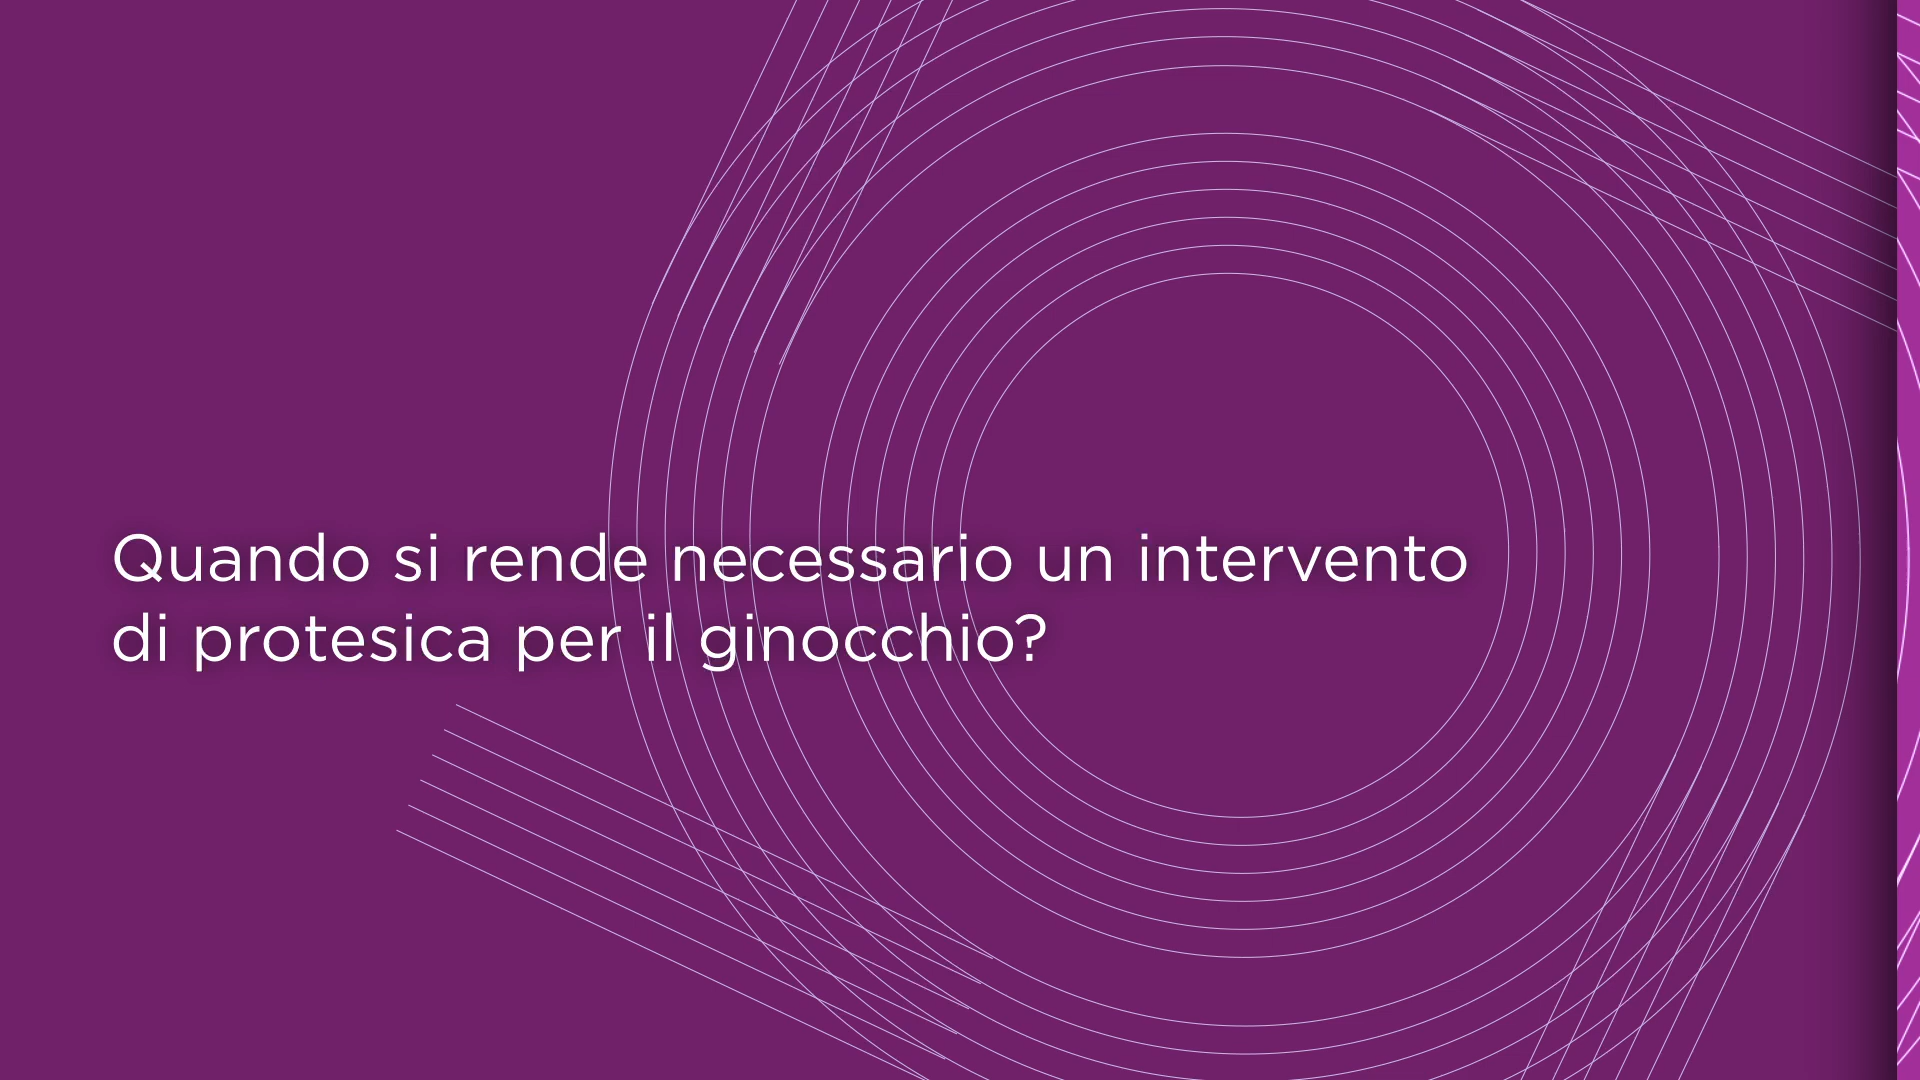 Quando si rende necessario un intervento
di protesica per il ginocchio?